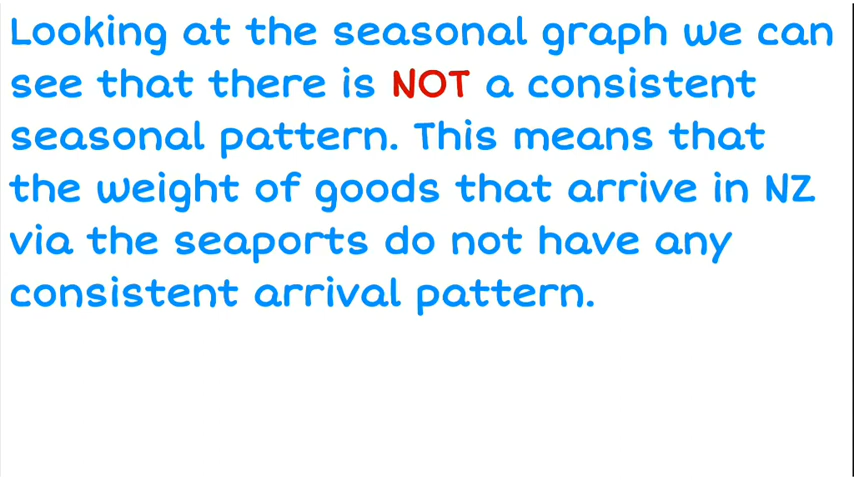 Looking at the seasonal graph we can
see that there is NOT a consistent
seasonal pattern. This means that
the weight of goods that arrive in NZ
via the seaports do not have any
consistent arrival pattern.